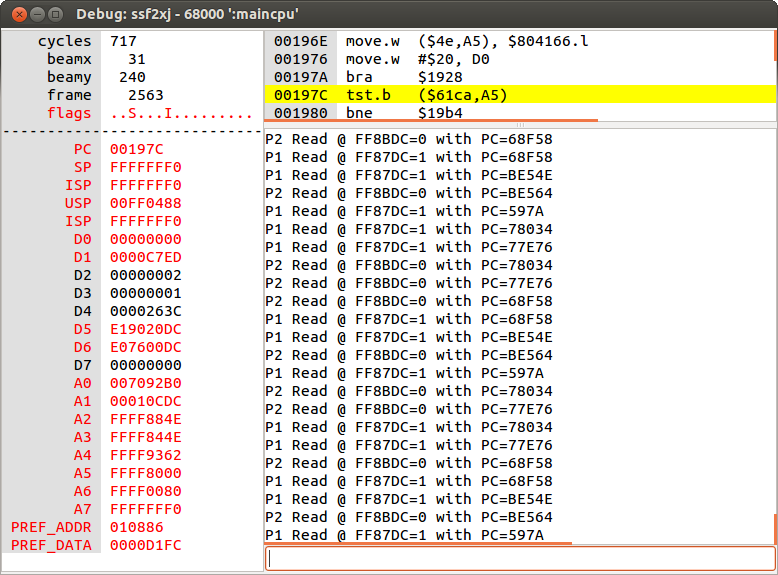 Debug: ssf2xj - 68000 ':maincpu'
cycles 717
beamx 31
beamy 240
frame 2563
flags ..S...I.........
PC 00197C
SP FFFFFFF0
ISP FFFFFFF0
USP 00FF0488
ISP FFFFFFF0
D0 00000000
D1 0000C7ED
D2 00000002
D3 00000001
D4 0000263C
D5 E19020DC
D6 E07600DC
D7 00000000
A0 007092B0
A1 00010CDC
A2 FFFF884E
A3 FFFF844E
A4 FFFF9362
A5 FFFF8000
A6 FFFF0080
A7 FFFFFFF0
PREF_ADDR 010886
PREF_DATA 0000D1FC
00196E move.w ($4e,A5), $804166.l
001976 move.w #$20, D0
00197A bra $1928
00197C tst.b ($61ca,A5)
001980 bne $19b4
P2 Read @ FF8BDC=0 with PC=68F58
P1 Read @ FF87DC=1 with PC=68F58
P1 Read @ FF87DC=1 with PC=BE54E
P2 Read @ FF8BDC=0 with PC=BE564
P1 Read @ FF87DC=1 with PC=597A
P1 Read @ FF87DC=1 with PC=78034
P1 Read @ FF87DC=1 with PC=77E76
P2 Read @ FF8BDC=0 with PC=78034
P2 Read @ FF8BDC=0 with PC=77E76
P2 Read @ FF8BDC=0 with PC=68F58
P1 Read @ FF87DC=1 with PC=68F58
P1 Read @ FF87DC=1 with PC=BE54E
P2 Read @ FF8BDC=0 with PC=BE564
P1 Read @ FF87DC=1 with PC=597A
P2 Read @ FF8BDC=0 with PC=78034
P2 Read @ FF8BDC=0 with PC=77E76
P1 Read @ FF87DC=1 with PC=78034
P1 Read @ FF87DC=1 with PC=77E76
P2 Read @ FF8BDC=0 with PC=68F58
P1 Read @ FF87DC=1 with PC=68F58
P1 Read @ FF87DC=1 with PC=BE54E
P2 Read @ FF8BDC=0 with PC=BE564
P1 Read @ FF87DC=1 with PC=597A